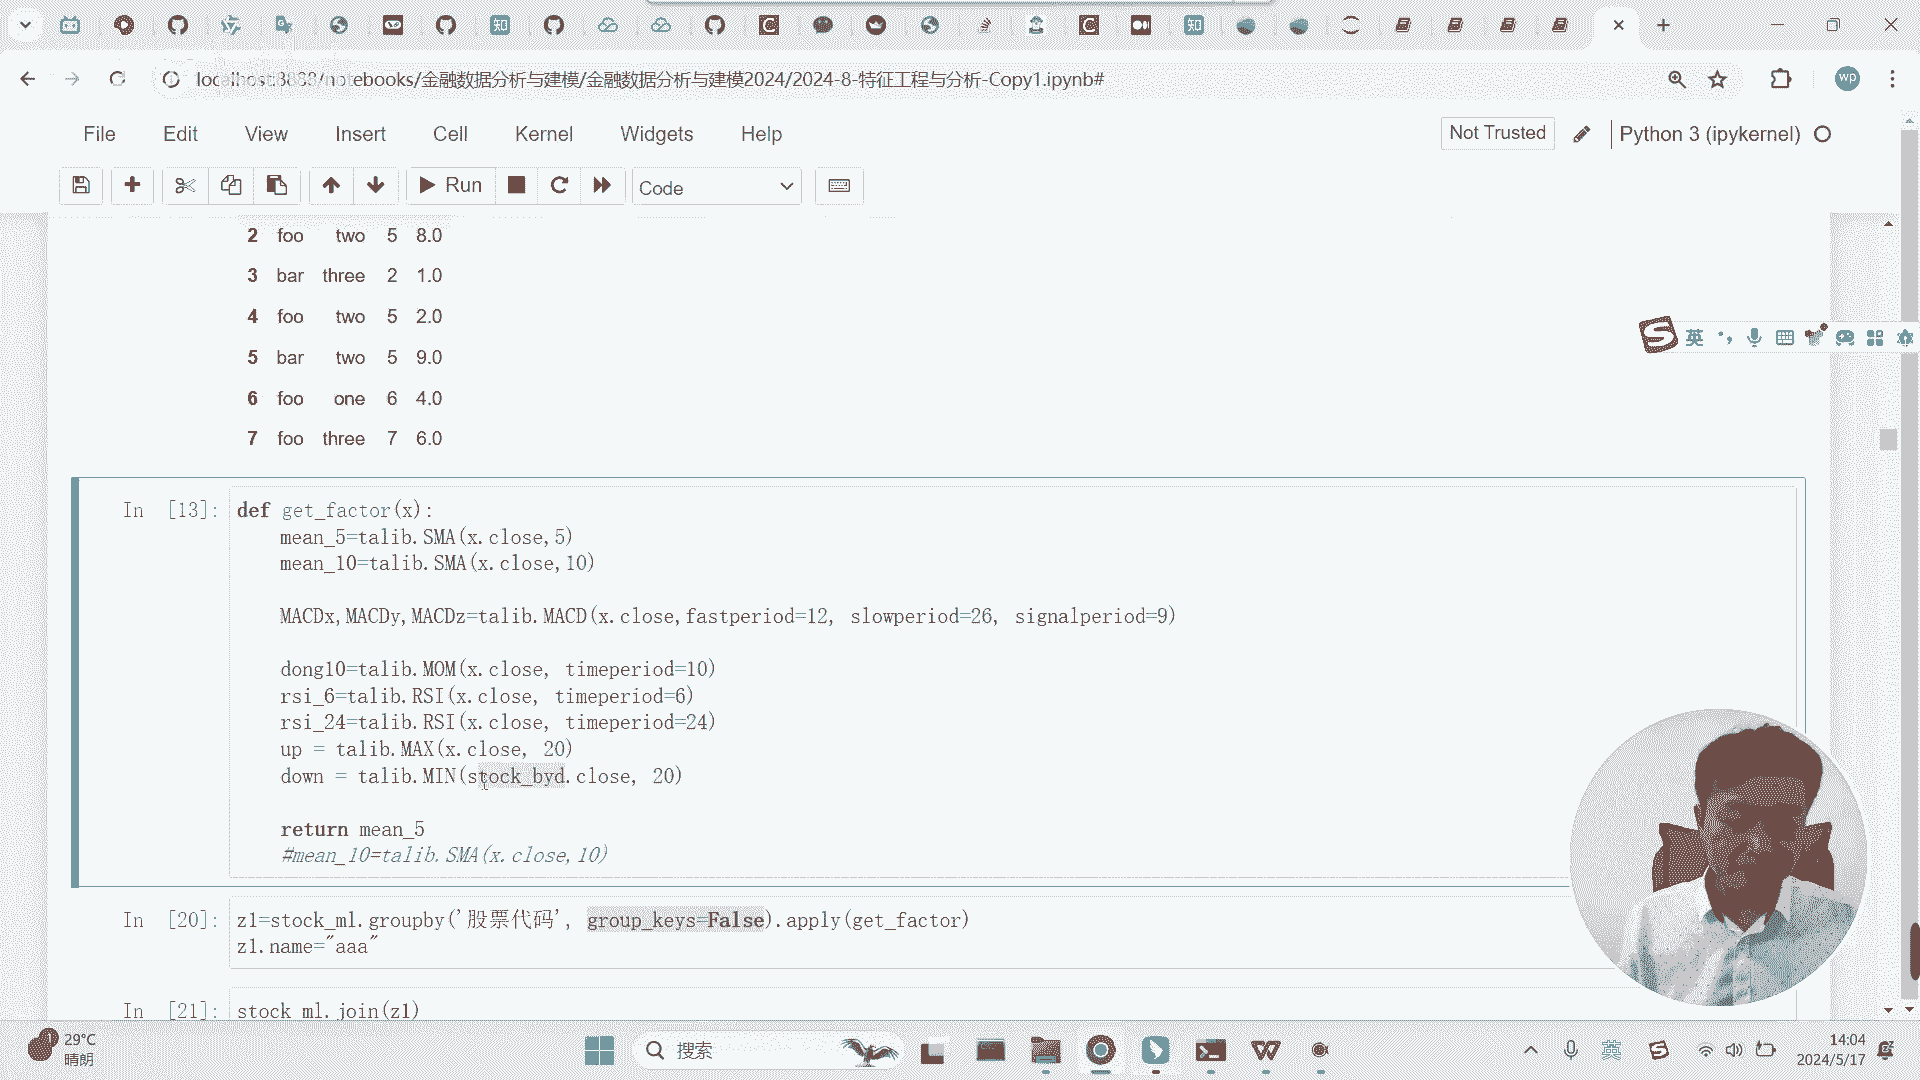 localhost:8888/notebooks/金融数据分析与建模/金融数据分析与建模2024/2024-8-特征工程与分析-Copy1.ipynb#
wp
File Edit View Insert Cell Kernel Widgets Help
Not Trusted
Python 3 (ipykernel)
Run
Code
2 foo two 5 8.0
3 bar three 2 1.0
4 foo two 5 2.0
5 bar two 5 9.0
6 foo one 6 4.0
7 foo three 7 6.0
英
In [13]: def get_factor(x):
mean_5=talib.SMA(x.close,5)
mean_10=talib.SMA(x.close,10)
MACDx,MACDy,MACDz=talib.MACD(x.close,fastperiod=12, slowperiod=26, signalperiod=9)
dong10=talib.MOM(x.close, timeperiod=10)
rsi_6=talib.RSI(x.close, timeperiod=6)
rsi_24=talib.RSI(x.close, timeperiod=24)
up = talib.MAX(x.close, 20)
down = talib.MIN(stock_byd.close, 20)
return mean_5
#mean_10=talib.SMA(x.close,10)
In [20]: z1=stock_ml.groupby('股票代码', group_keys=False).apply(get_factor)
z1.name="aaa"
In [21]: stock_ml.join(z1)
29°C
晴朗
搜索
英
14:04
2024/5/17